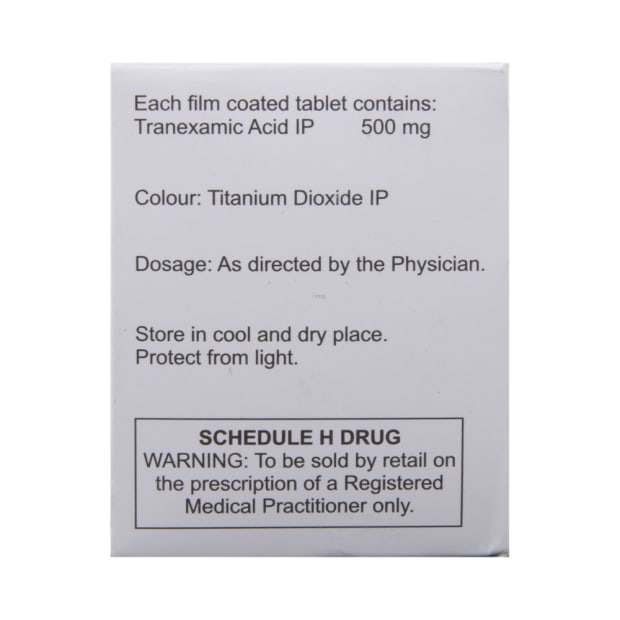 Each film coated tablet contains:
Tranexamic Acid IP 500 mg
Colour: Titanium Dioxide IP
Dosage: As directed by the Physician.
Store in cool and dry place.
Protect from light.
SCHEDULE H DRUG
WARNING: To be sold by retail on
the prescription of a Registered
Medical Practitioner only.